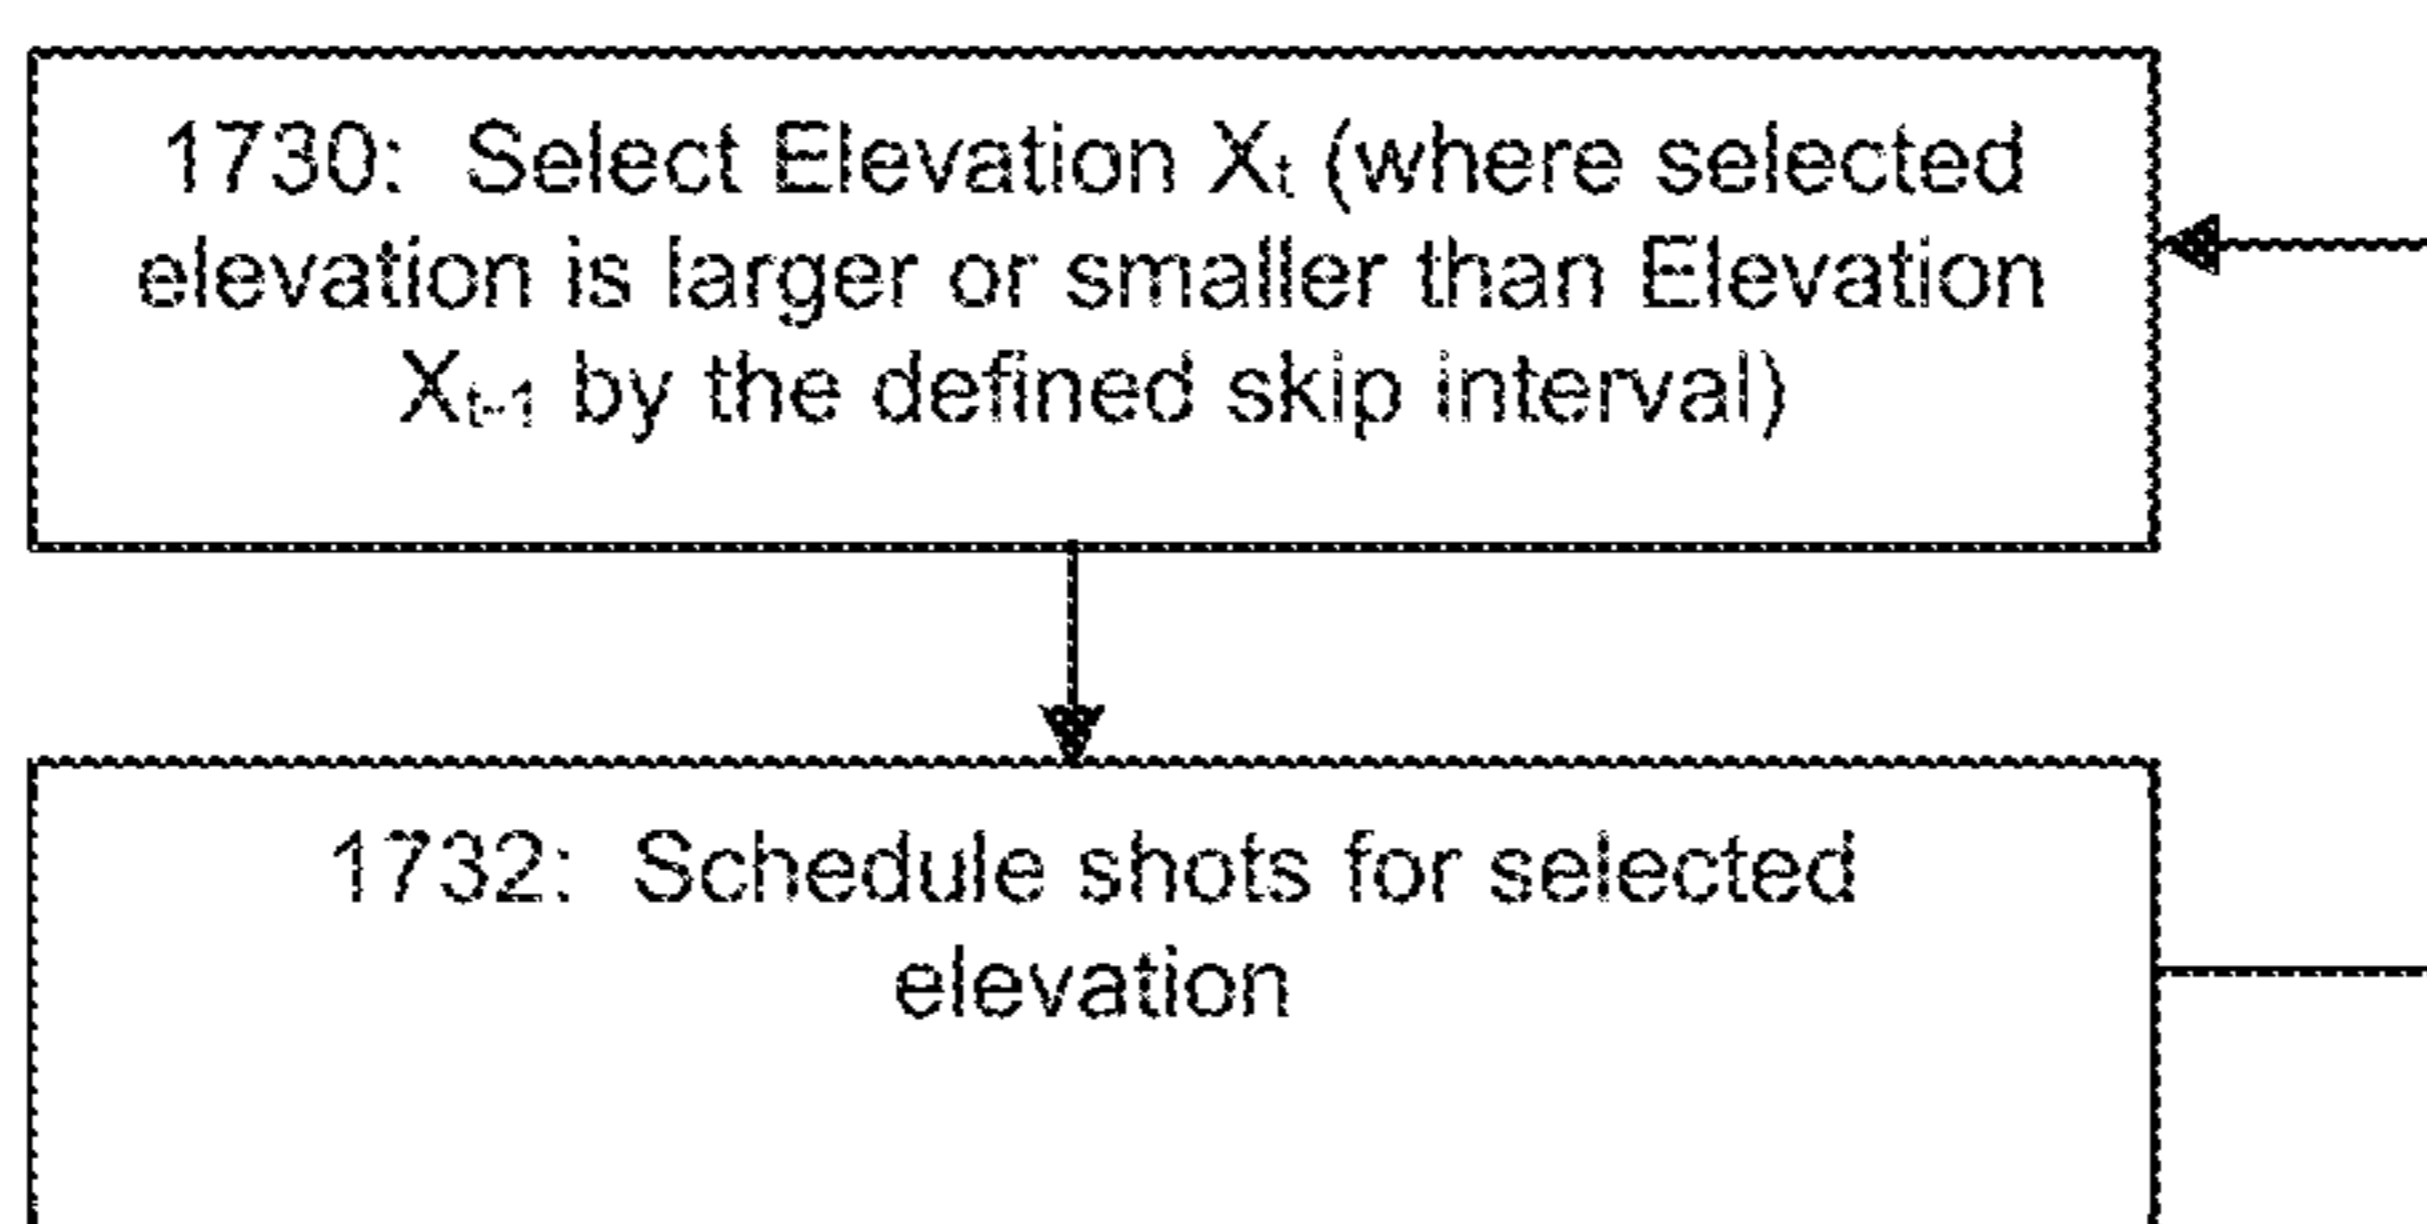 1730: Select Elevation Xₜ (where selected
elevation is larger or smaller than Elevation
Xₜ₋₁ by the defined skip interval)
1732: Schedule shots for selected
elevation